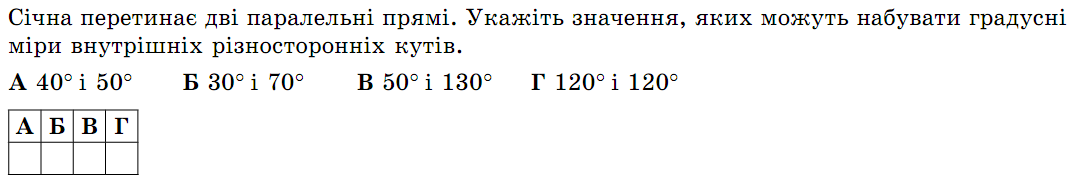 Січна перетинає дві паралельні прямі. Укажіть значення, яких можуть набувати градусні
міри внутрішніх різносторонніх кутів.
А 40° і 50° Б 30° і 70° В 50° і 130° Г 120° і 120°
А Б В Г